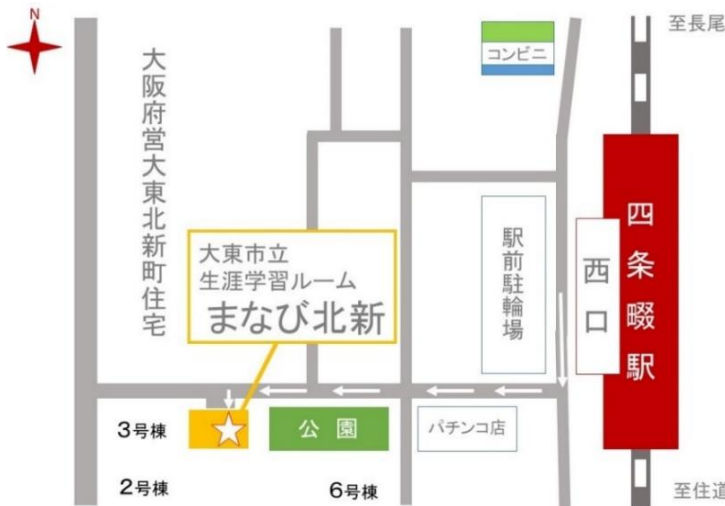 N
至長尾
コンビニ
大阪府営大東北新町住宅
四条畷駅
西口
駅前駐輪場
大東市立
生涯学習ルーム
まなび北新
3号棟
公園
パチンコ店
2号棟
6号棟
至住道